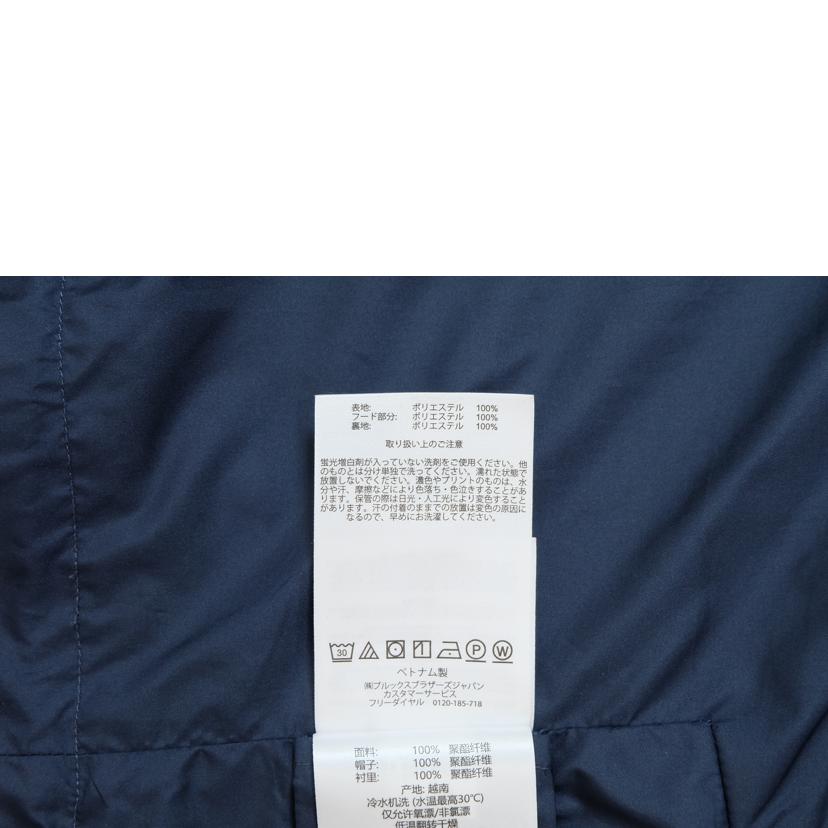 表地: ポリエステル 100%
フード部分: ポリエステル 100%
裏地: ポリエステル 100%
取り扱い上のご注意
蛍光増白剤が入っていない洗剤をご使用ください。他
のものとは分け単独で洗ってください。濡れた状態で
放置しないでください。濃色やプリントのものは、水
分や汗、摩擦などにより色落ち・色泣きすることがあ
ります。保管の際は日光・人工光により変色すること
があります。汗の付着のままでの放置は変色の原因に
なるので、早めにお洗濯してください。
30 P W
ベトナム製
㈱ブルックスブラザーズジャパン
カスタマーサービス
フリーダイヤル 0120-185-718
面料: 100% 聚酯纤维
帽子: 100% 聚酯纤维
衬里: 100% 聚酯纤维
产地: 越南
冷水机洗 (水温最高30℃)
仅允许氧漂/非氯漂
低温翻转干燥